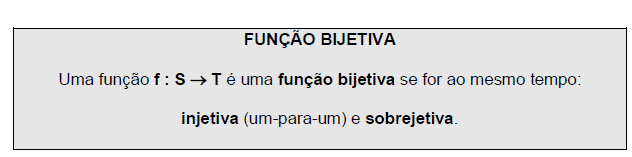 FUNÇÃO BIJETIVA
Uma função f : S → T é uma função bijetiva se for ao mesmo tempo:
injetiva (um-para-um) e sobrejetiva.